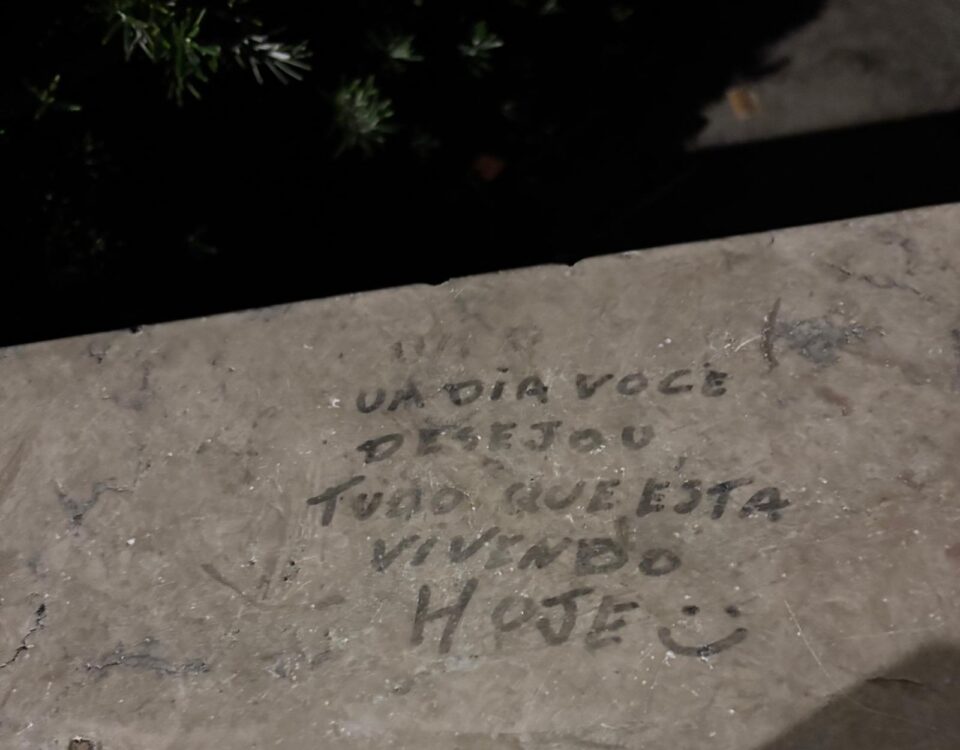 UM DIA VOCE
DESEJOU
TUDO QUE ESTA
VIVENDO
HOJE :)